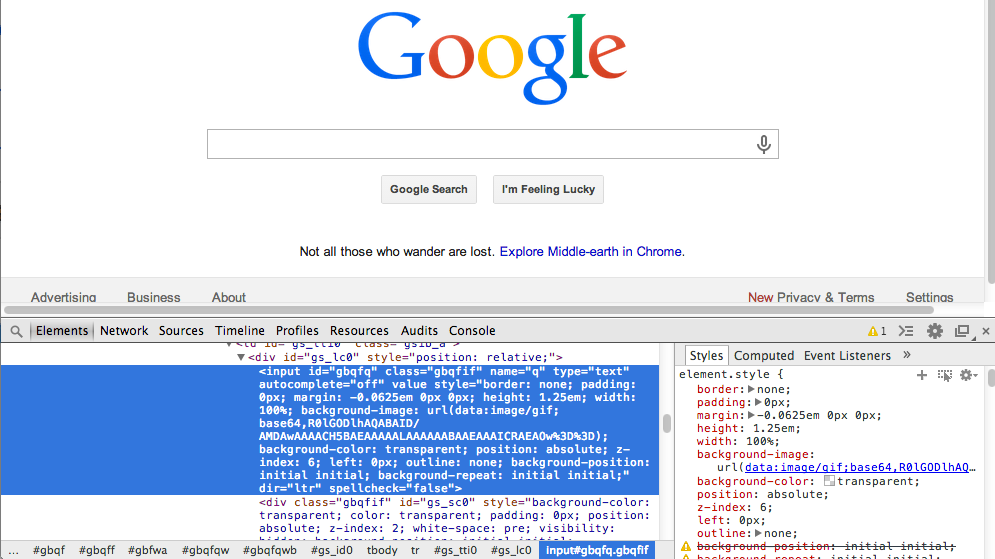 Google
Google Search
I'm Feeling Lucky
Not all those who wander are lost. Explore Middle-earth in Chrome.
Advertising Business About New Privacy & Terms Settings
Elements Network Sources Timeline Profiles Resources Audits Console 1
<td id="gs_tti0" class="gsib_a">
▼<div id="gs_lc0" style="position: relative;">
<input id="gbqfq" class="gbqfif" name="q" type="text"
autocomplete="off" value style="border: none; padding:
0px; margin: -0.0625em 0px 0px; height: 1.25em; width:
100%; background-image: url(data:image/gif;
base64,R0lGODlhAQABAID/
AMDAwAAAACH5BAEAAAAALAAAAAABAAEAAAICRAEAOw%3D%3D);
background-color: transparent; position: absolute; z-
index: 6; left: 0px; outline: none; background-position:
initial initial; background-repeat: initial initial;"
dir="ltr" spellcheck="false">
<div class="gbqfif" id="gs_sc0" style="background-color:
transparent; color: transparent; padding: 0px; position:
absolute; z-index: 2; white-space: pre; visibility:
hidden; background-position: initial initial;
Styles Computed Event Listeners »
element.style {
border:▶none;
padding:▶0px;
margin:▶-0.0625em 0px 0px;
height: 1.25em;
width: 100%;
background-image:
url(data:image/gif;base64,R0lGODlhAQ…
background-color: transparent;
position: absolute;
z-index: 6;
left: 0px;
outline:▶none;
background-position: initial initial;
background-repeat: initial initial;
... #gbqf #gbqff #gbfwa #gbqfqw #gbqfqwb #gs_id0 tbody tr #gs_tti0 #gs_lc0 input#gbqfq.gbqfif